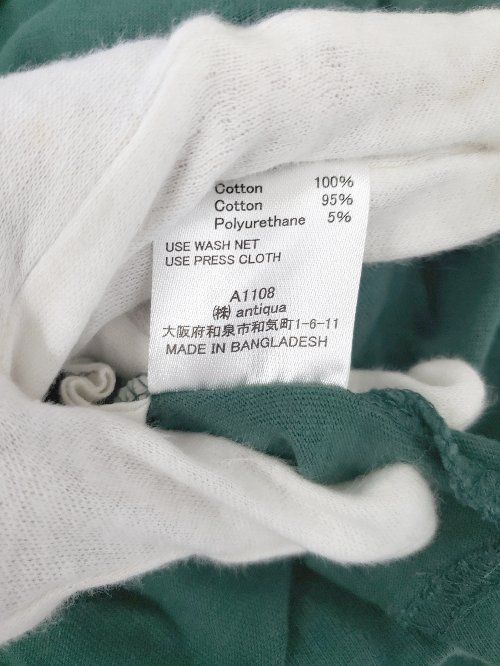 Cotton 100%
Cotton 95%
Polyurethane 5%
USE WASH NET
USE PRESS CLOTH
A1108
㈱ antiqua
大阪府和泉市和気町1-6-11
MADE IN BANGLADESH